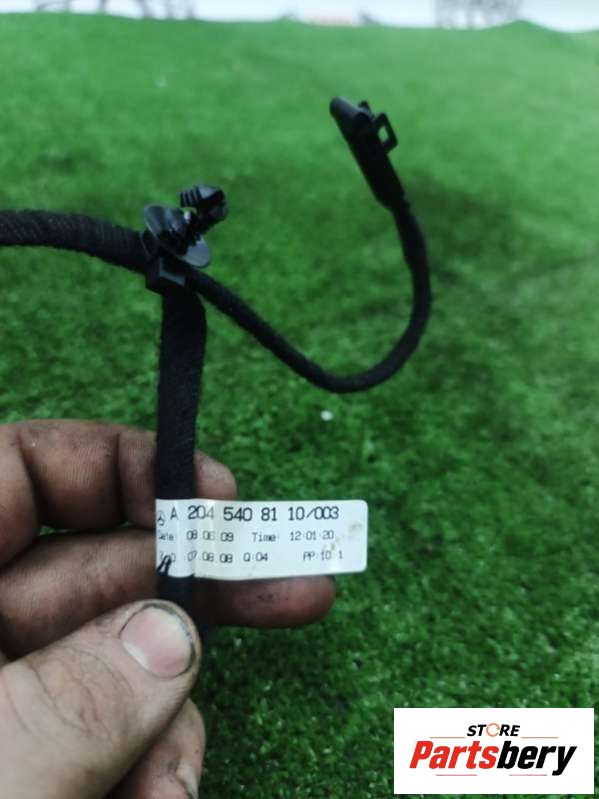 A 204 540 81 10/003
Date 08.06.09 Time: 12:01:20
07.08.08 Q:04 PP:10 1
STORE
Partsbery